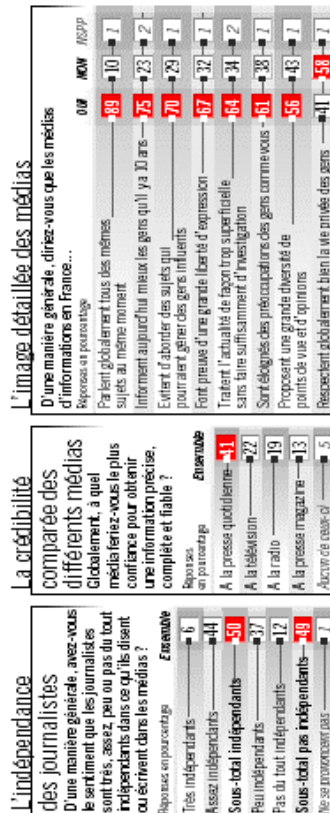 L'image détaillée des médias
D'une manière générale, diriez-vous que les médias
d'informations en France...
Réponses en pourcentage
OUI NON NSPP
Parlent globalement tous des mêmes
sujets au même moment 89 10 1
Informent aujourd'hui mieux les gens qu'il y a 10 ans 75 23 2
Evitent d'aborder des sujets qui
pourraient gêner des gens influents 70 29 1
Font preuve d'une grande liberté d'expression 67 32 1
Traitent l'actualité de façon trop superficielle
sans faire suffisamment d'investigation 64 34 2
Sont éloignés des préoccupations des gens comme vous 61 38 1
Proposent une grande diversité de
points de vue et d'opinions 56 43 1
Respectent globalement bien la vie privée des gens 41 58 1
La crédibilité
comparée des
différents médias
Globalement, à quel
média feriez-vous le plus
confiance pour obtenir
une information précise,
complète et fiable ?
Réponses
en pourcentage
Ensemble
A la presse quotidienne 41
A la télévision 22
A la radio 19
A la presse magazine 13
Aucun de ceux-ci 5
L'indépendance
des journalistes
D'une manière générale, avez-vous
le sentiment que les journalistes
sont très, assez, peu ou pas du tout
indépendants dans ce qu'ils disent
ou écrivent dans les médias ?
Réponses en pourcentage
Ensemble
Très indépendants 6
Assez indépendants 44
Sous-total indépendants 50
Peu indépendants 37
Pas du tout indépendants 12
Sous-total pas indépendants 49
Ne se prononcent pas 1